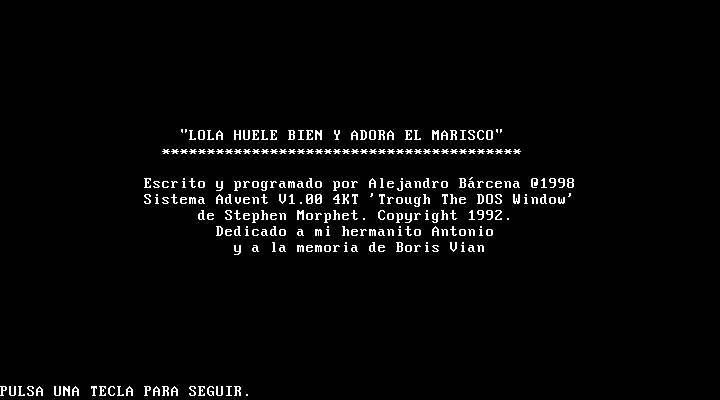 "LOLA HUELE BIEN Y ADORA EL MARISCO"
****************************************
Escrito y programado por Alejandro Bárcena @1998
Sistema Advent V1.00 4KT 'Trough The DOS Window'
de Stephen Morphet. Copyright 1992.
Dedicado a mi hermanito Antonio
y a la memoria de Boris Vian
PULSA UNA TECLA PARA SEGUIR.